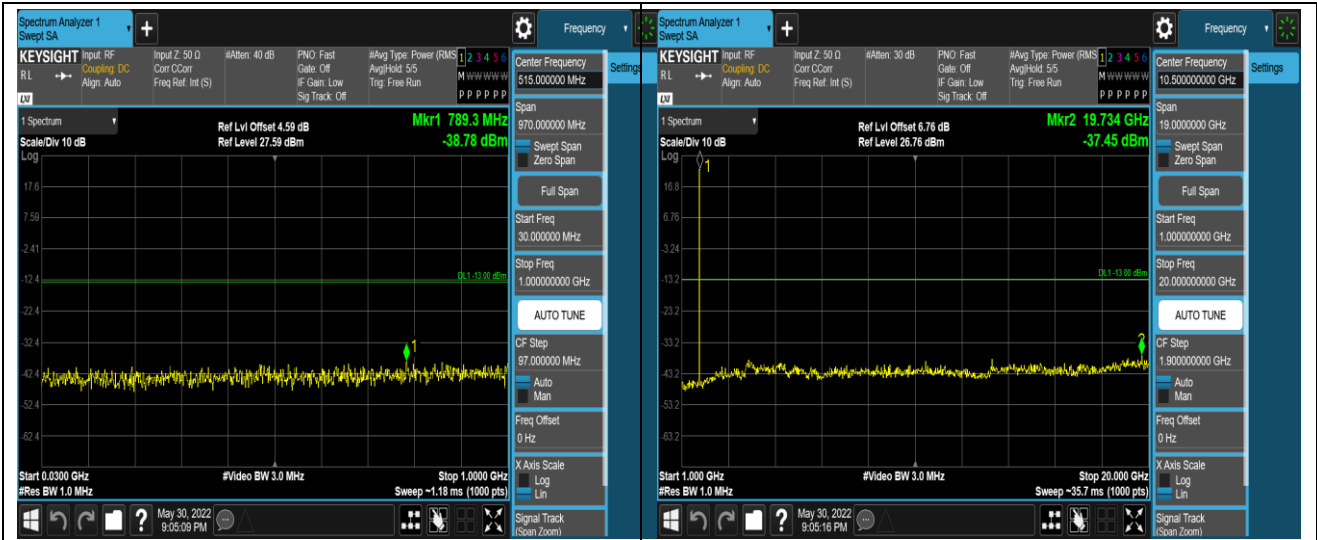 Spectrum Analyzer 1
Swept SA
+
Frequency
KEYSIGHT
Input: RF
Coupling: DC
Align: Auto
Input Z: 50 Ω
Corr CCorr
Freq Ref: Int (S)
#Atten: 40 dB
PNO: Fast
Gate: Off
IF Gain: Low
Sig Track: Off
#Avg Type: Power (RMS
Avg|Hold: 5/5
Trig: Free Run
1 2 3 4 5 6
M W W W W W
P P P P P P
RL
LXI
Center Frequency
515.000000 MHz
Settings
1 Spectrum
Scale/Div 10 dB
Ref Lvl Offset 4.59 dB
Ref Level 27.59 dBm
Mkr1 789.3 MHz
-38.78 dBm
Log
17.6
7.59
-2.41
-12.4
-22.4
-32.4
-42.4
-52.4
-62.4
DL1 -13.00 dBm
1
Span
970.000000 MHz
Swept Span
Zero Span
Full Span
Start Freq
30.000000 MHz
Stop Freq
1.000000000 GHz
AUTO TUNE
CF Step
97.000000 MHz
Auto
Man
Freq Offset
0 Hz
X Axis Scale
Log
Lin
Signal Track
(Span Zoom)
Start 0.0300 GHz
#Res BW 1.0 MHz
#Video BW 3.0 MHz
Stop 1.0000 GHz
Sweep ~1.18 ms (1000 pts)
?
May 30, 2022
9:05:09 PM
Spectrum Analyzer 1
Swept SA
+
Frequency
KEYSIGHT
Input: RF
Coupling: DC
Align: Auto
Input Z: 50 Ω
Corr CCorr
Freq Ref: Int (S)
#Atten: 30 dB
PNO: Fast
Gate: Off
IF Gain: Low
Sig Track: Off
#Avg Type: Power (RMS
Avg|Hold: 5/5
Trig: Free Run
1 2 3 4 5 6
M W W W W W
P P P P P P
RL
LXI
Center Frequency
10.500000000 GHz
Settings
1 Spectrum
Scale/Div 10 dB
Ref Lvl Offset 6.76 dB
Ref Level 26.76 dBm
Mkr2 19.734 GHz
-37.45 dBm
Log
1
16.8
6.76
-3.24
-13.2
-23.2
-33.2
-43.2
-53.2
-63.2
DL1 -13.00 dBm
2
Span
19.0000000 GHz
Swept Span
Zero Span
Full Span
Start Freq
1.000000000 GHz
Stop Freq
20.000000000 GHz
AUTO TUNE
CF Step
1.900000000 GHz
Auto
Man
Freq Offset
0 Hz
X Axis Scale
Log
Lin
Signal Track
(Span Zoom)
Start 1.000 GHz
#Res BW 1.0 MHz
#Video BW 3.0 MHz
Stop 20.000 GHz
Sweep ~35.7 ms (1000 pts)
?
May 30, 2022
9:05:16 PM